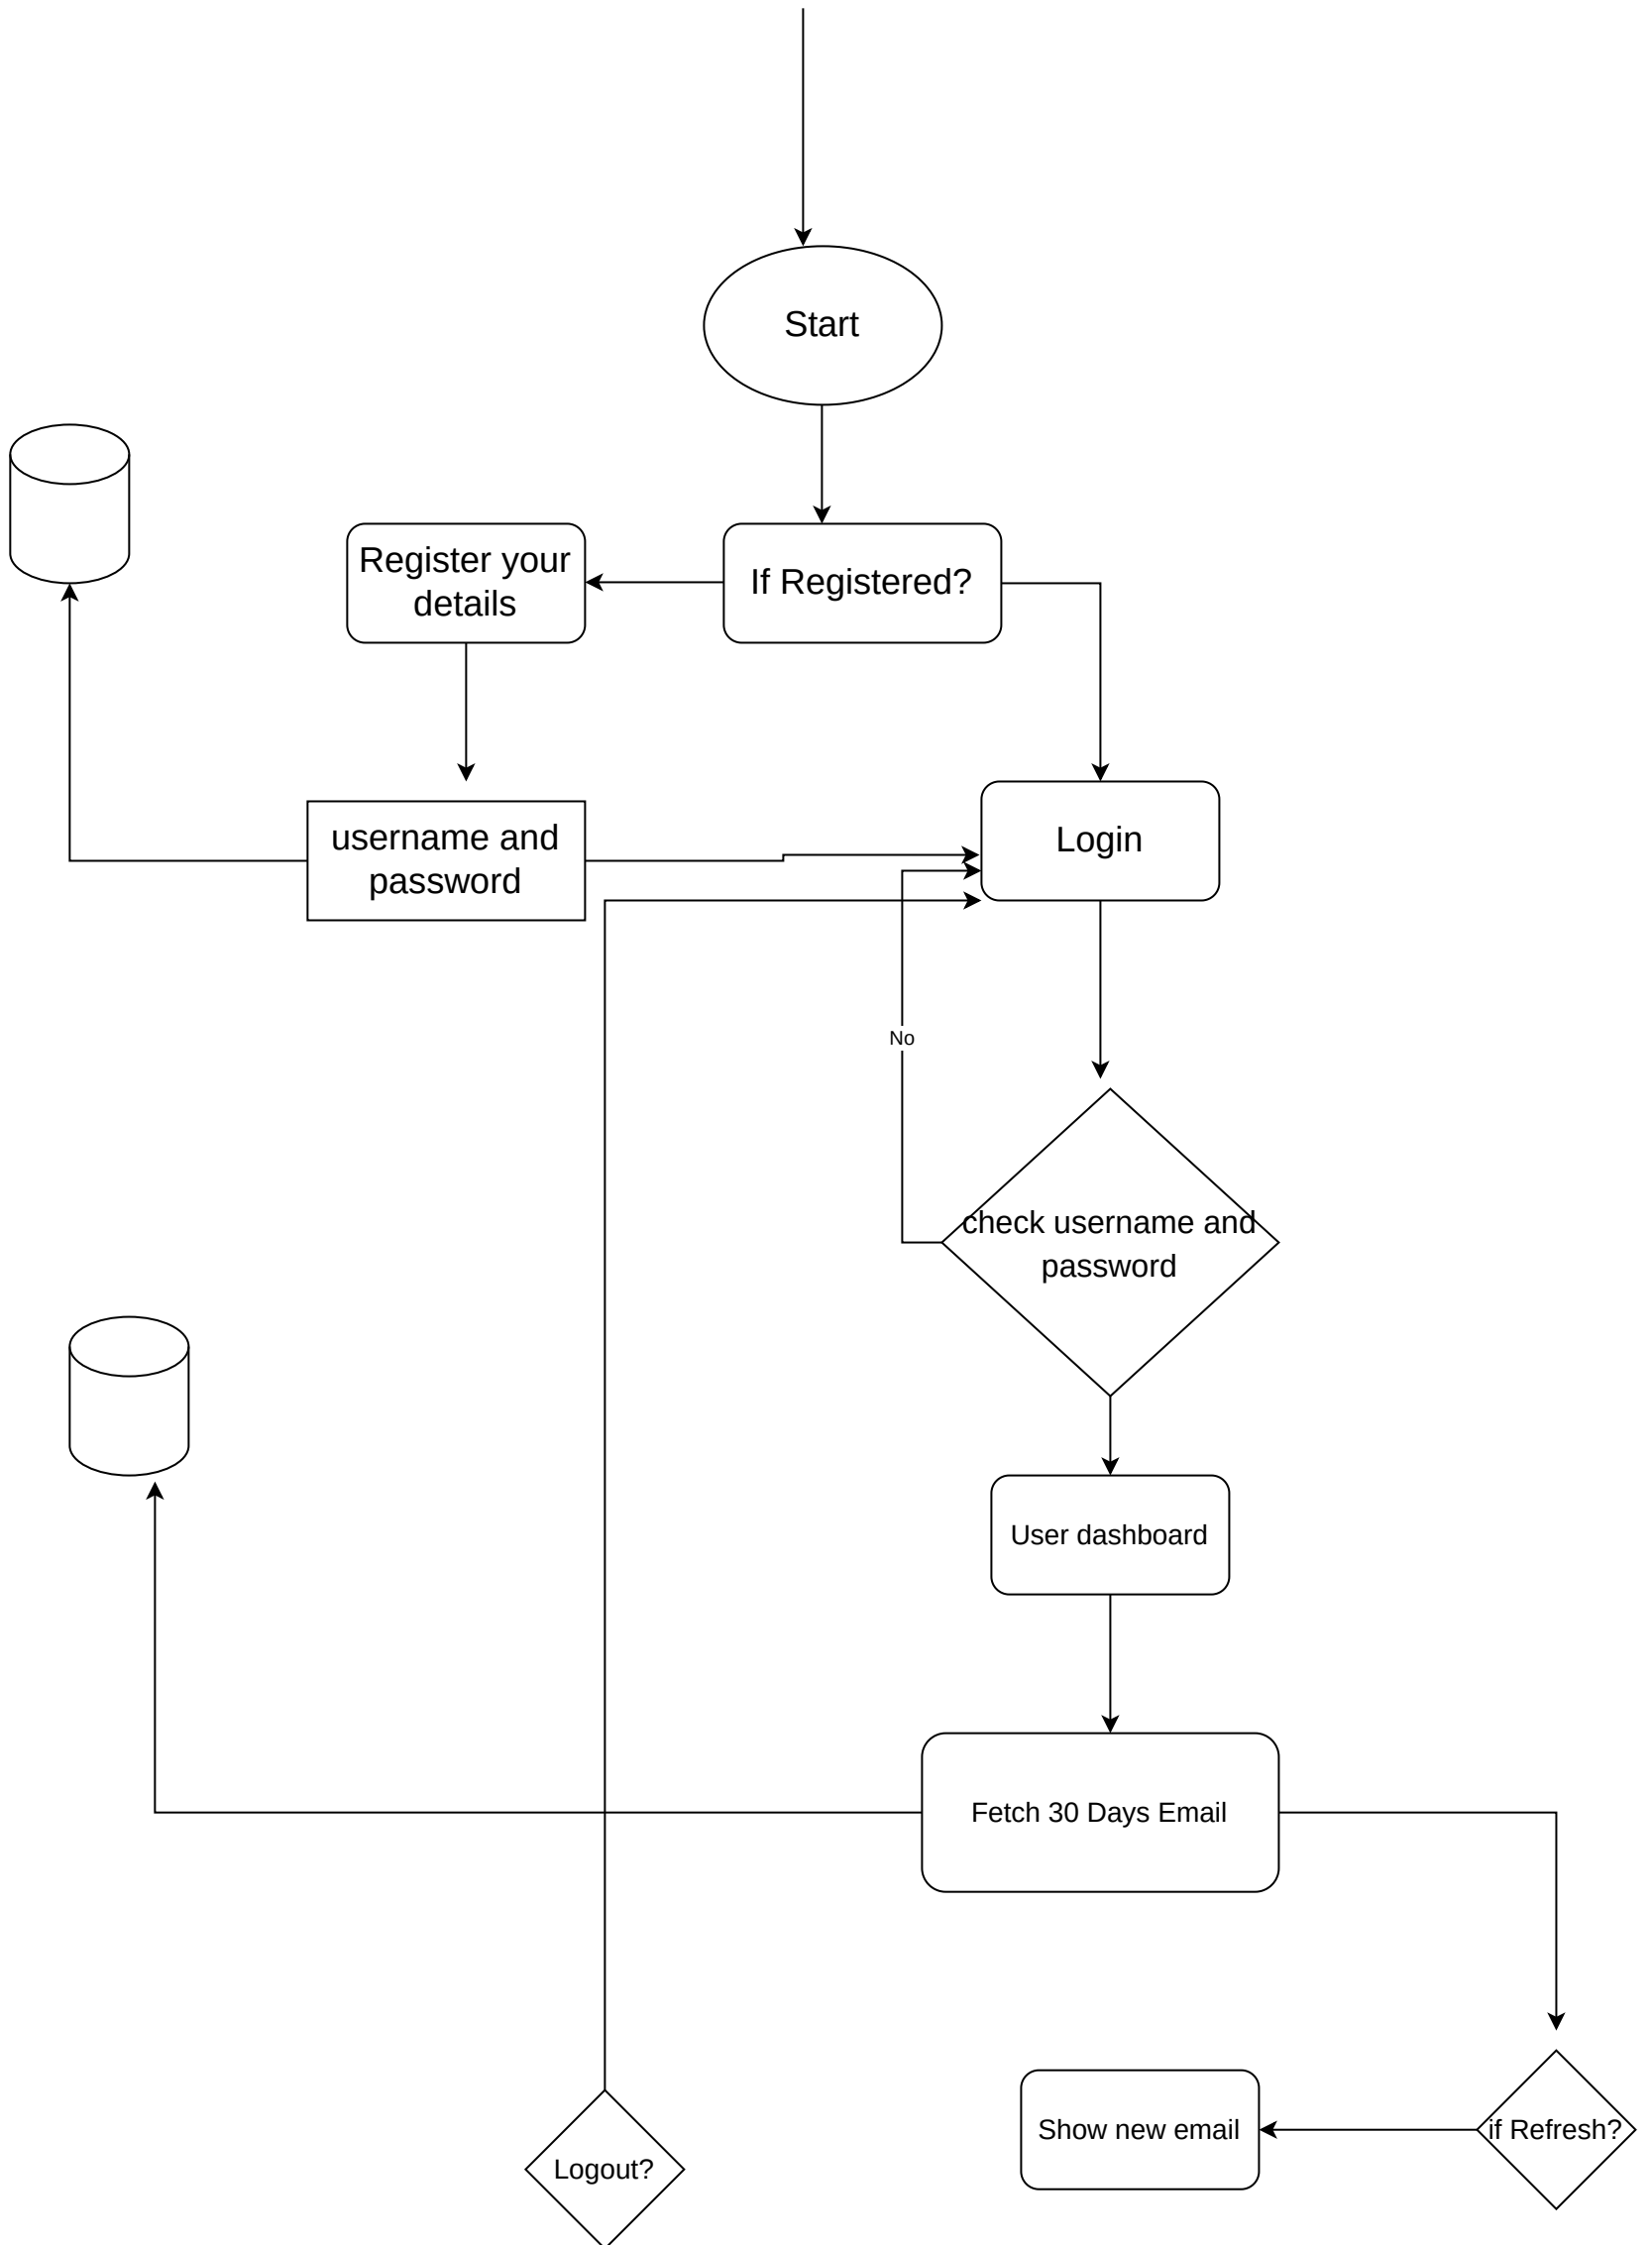 Start
Register your
details
If Registered?
username and
password
Login
No
check username and
password
User dashboard
Fetch 30 Days Email
Show new email
if Refresh?
Logout?